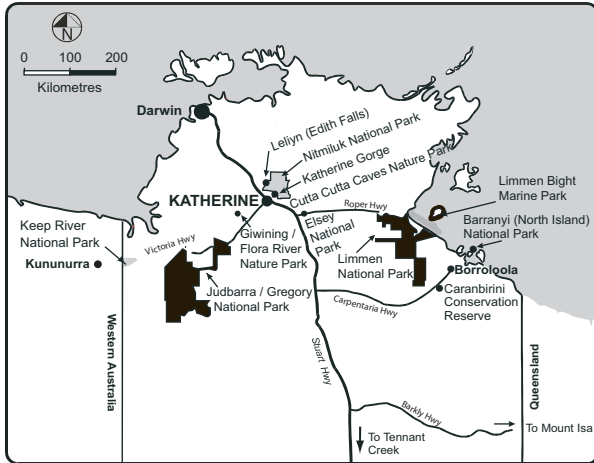 N
0 100 200
Kilometres
Darwin
Leliyn (Edith Falls)
Nitmiluk National Park
Katherine Gorge
Cutta Cutta Caves Nature Park
KATHERINE
Roper Hwy
Limmen Bight
Marine Park
Barranyi (North Island)
National Park
Keep River
National Park
Victoria Hwy
Giwining /
Flora River
Nature Park
Elsey
National
Park
Limmen
National Park
Kununurra
Borroloola
Judbarra / Gregory
National Park
Carpentaria Hwy
Caranbirini
Conservation
Reserve
Western Australia
Stuart Hwy
Queensland
Barkly Hwy
To Mount Isa
To Tennant
Creek